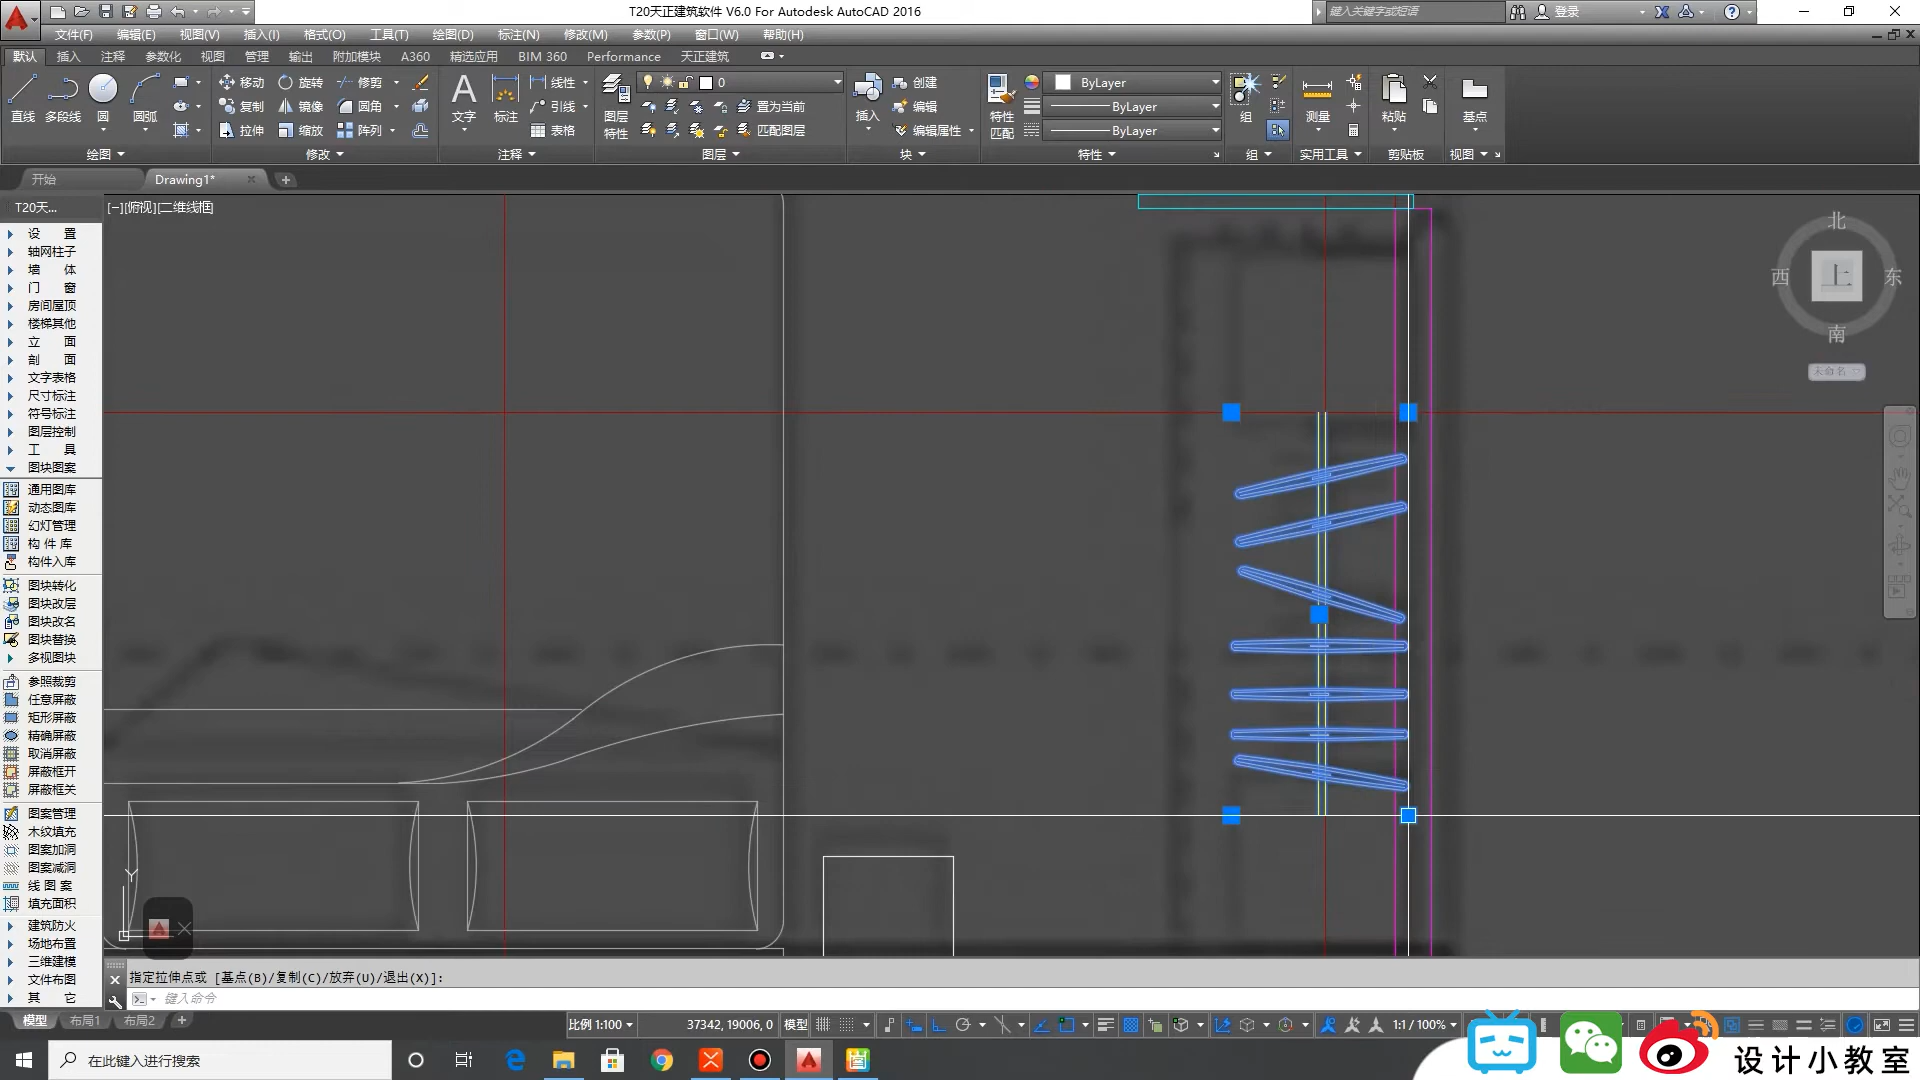 T20天正建筑软件 V6.0 For Autodesk AutoCAD 2016
键入关键字或短语
登录
文件(F) 编辑(E) 视图(V) 插入(I) 格式(O) 工具(T) 绘图(D) 标注(N) 修改(M) 参数(P) 窗口(W) 帮助(H)
默认 插入 注释 参数化 视图 管理 输出 附加模块 A360 精选应用 BIM 360 Performance 天正建筑
直线 多段线 圆 圆弧
移动 旋转 修剪
复制 镜像 圆角
拉伸 缩放 阵列
文字 标注
线性
引线
表格
图层特性
0
置为当前
匹配图层
插入
创建
编辑
编辑属性
特性匹配
ByLayer
ByLayer
ByLayer
组
测量
粘贴
基点
绘图 修改 注释 图层 块 特性 组 实用工具 剪贴板 视图
开始 Drawing1*
T20天...
[−][俯视][二维线框]
设 置
轴网柱子
墙 体
门 窗
房间屋顶
楼梯其他
立 面
剖 面
文字表格
尺寸标注
符号标注
图层控制
工 具
图块图案
通用图库
动态图库
幻灯管理
构 件 库
构件入库
图块转化
图块改层
图块改名
图块替换
多视图块
参照裁剪
任意屏蔽
矩形屏蔽
精确屏蔽
取消屏蔽
屏蔽框开
屏蔽框关
图案管理
木纹填充
图案加洞
图案减洞
线 图 案
填充面积
建筑防火
场地布置
三维建模
文件布图
其 它
北
西 上 东
南
未命名
Y
指定拉伸点或 [基点(B)/复制(C)/放弃(U)/退出(X)]:
键入命令
模型 布局1 布局2
比例 1:100 37342, 19006, 0 模型 1:1 / 100%
在此键入进行搜索
设计小教室